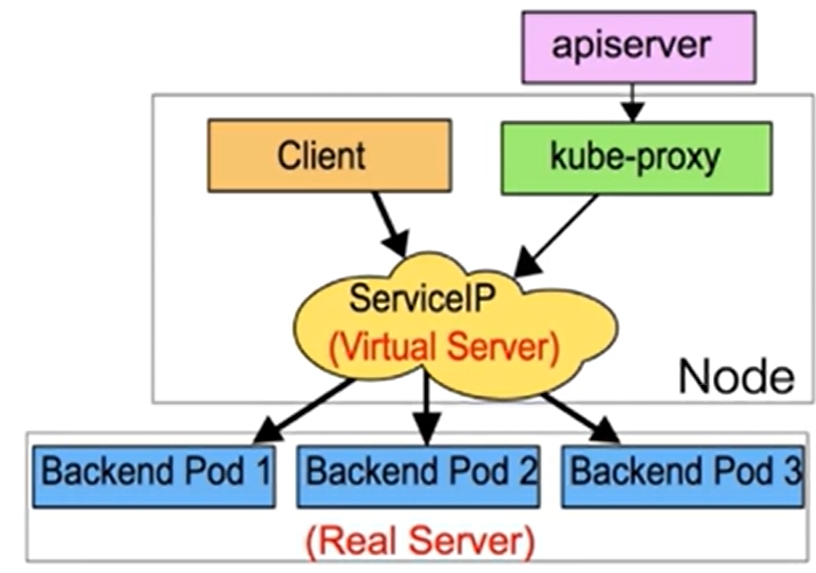 apiserver
Client
kube-proxy
ServiceIP
(Virtual Server)
Node
Backend Pod 1
Backend Pod 2
Backend Pod 3
(Real Server)